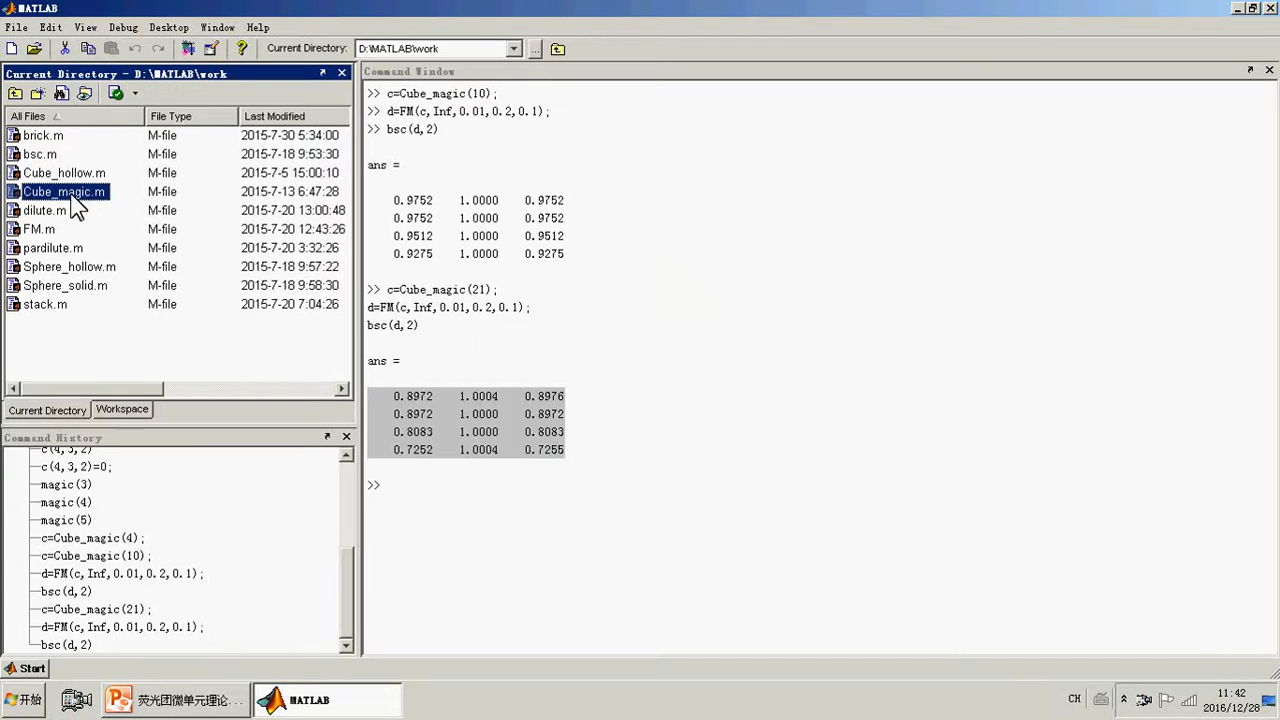 MATLAB
File Edit View Debug Desktop Window Help
Current Directory: D:\MATLAB\work ...
Current Directory - D:\MATLAB\work
All Files File Type Last Modified
brick.m M-file 2015-7-30 5:34:00
bsc.m M-file 2015-7-18 9:53:30
Cube_hollow.m M-file 2015-7-5 15:00:10
Cube_magic.m M-file 2015-7-13 6:47:28
dilute.m M-file 2015-7-20 13:00:48
FM.m M-file 2015-7-20 12:43:26
pardilute.m M-file 2015-7-20 3:32:26
Sphere_hollow.m M-file 2015-7-18 9:57:22
Sphere_solid.m M-file 2015-7-18 9:58:30
stack.m M-file 2015-7-20 7:04:26
Current Directory Workspace
Command History
c(4,3,2)
c(4,3,2)=0;
magic(3)
magic(4)
magic(5)
c=Cube_magic(4);
c=Cube_magic(10);
d=FM(c,Inf,0.01,0.2,0.1);
bsc(d,2)
c=Cube_magic(21);
d=FM(c,Inf,0.01,0.2,0.1);
bsc(d,2)
Command Window
>> c=Cube_magic(10);
>> d=FM(c,Inf,0.01,0.2,0.1);
>> bsc(d,2)
ans =
0.9752 1.0000 0.9752
0.9752 1.0000 0.9752
0.9512 1.0000 0.9512
0.9275 1.0000 0.9275
>> c=Cube_magic(21);
d=FM(c,Inf,0.01,0.2,0.1);
bsc(d,2)
ans =
0.8972 1.0004 0.8976
0.8972 1.0000 0.8972
0.8083 1.0000 0.8083
0.7252 1.0004 0.7255
>>
Start
开始 荧光团微单元理论... MATLAB CH 11:42
2016/12/28